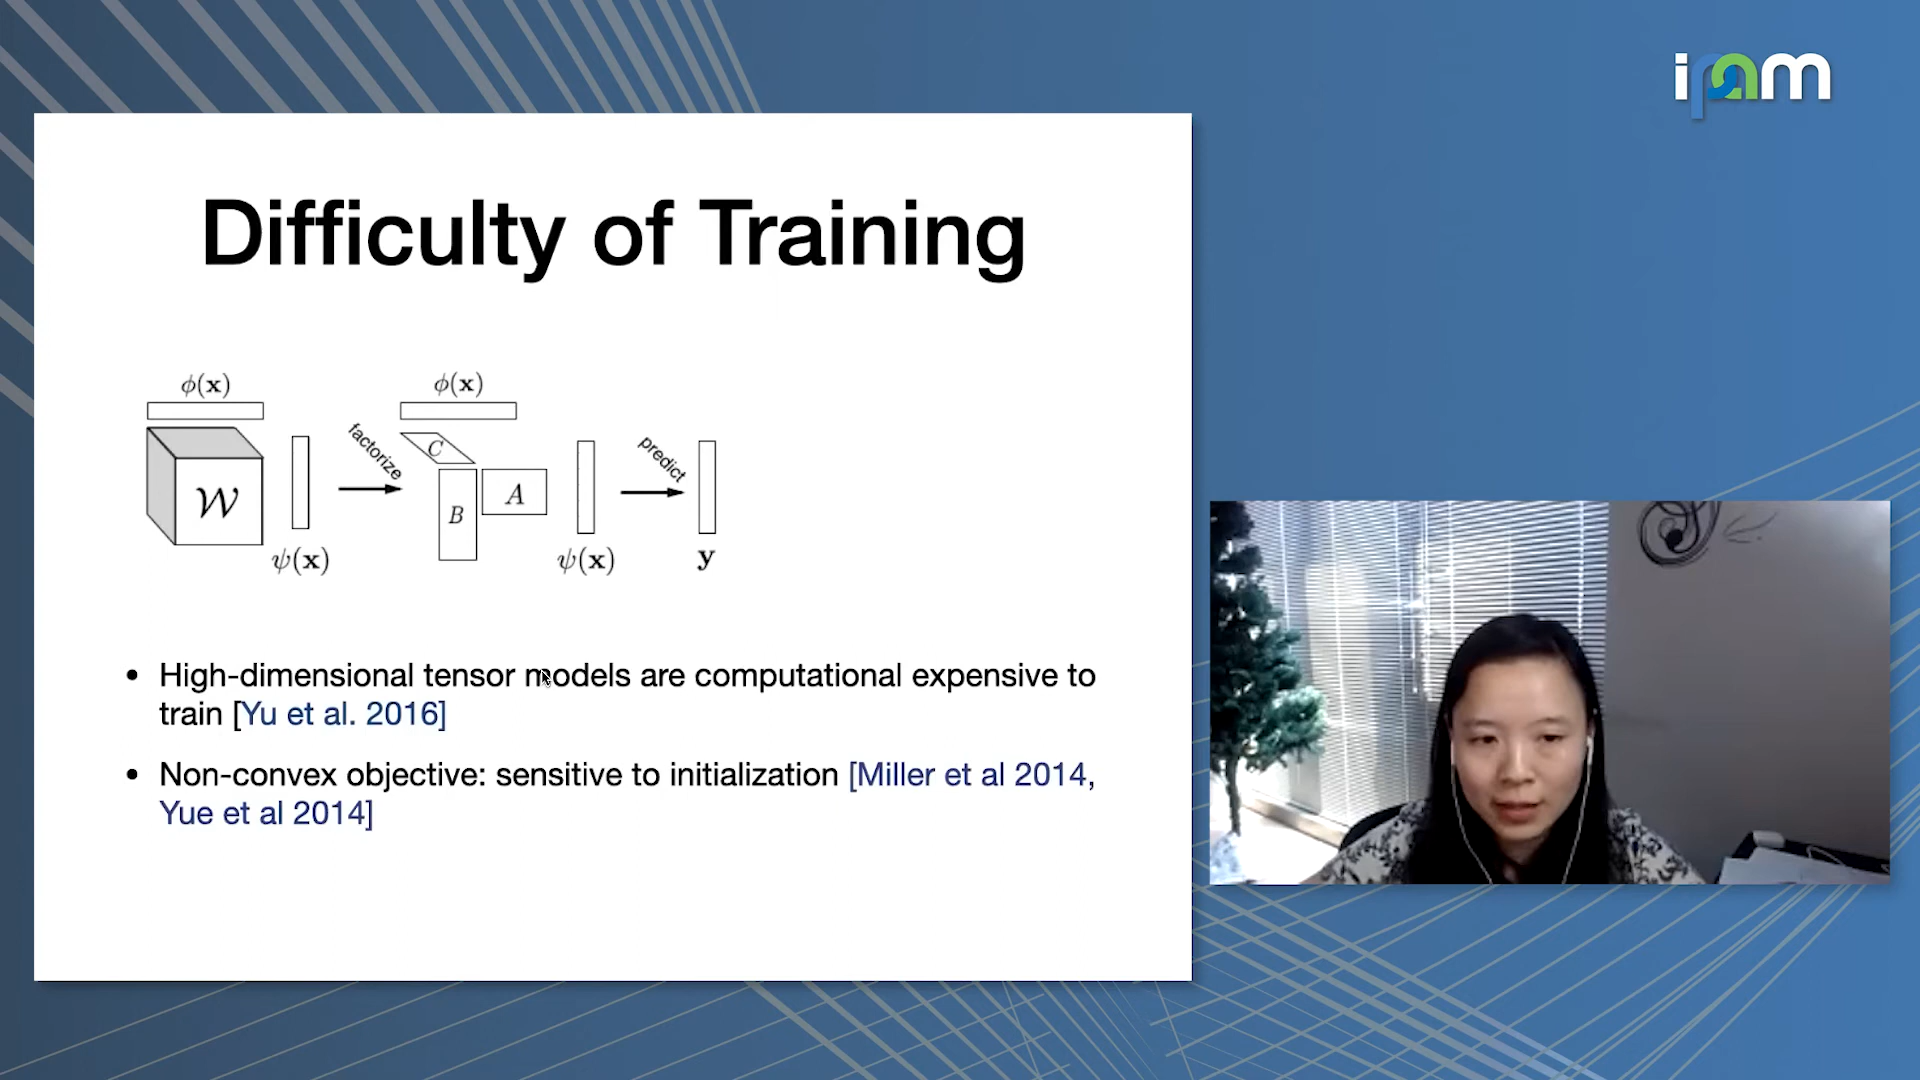 ipam
Difficulty of Training
ϕ(x)
ϕ(x)
factorize
C
predict
W
B
A
ψ(x)
ψ(x)
y
• High-dimensional tensor models are computational expensive to
train [Yu et al. 2016]
• Non-convex objective: sensitive to initialization [Miller et al 2014,
Yue et al 2014]